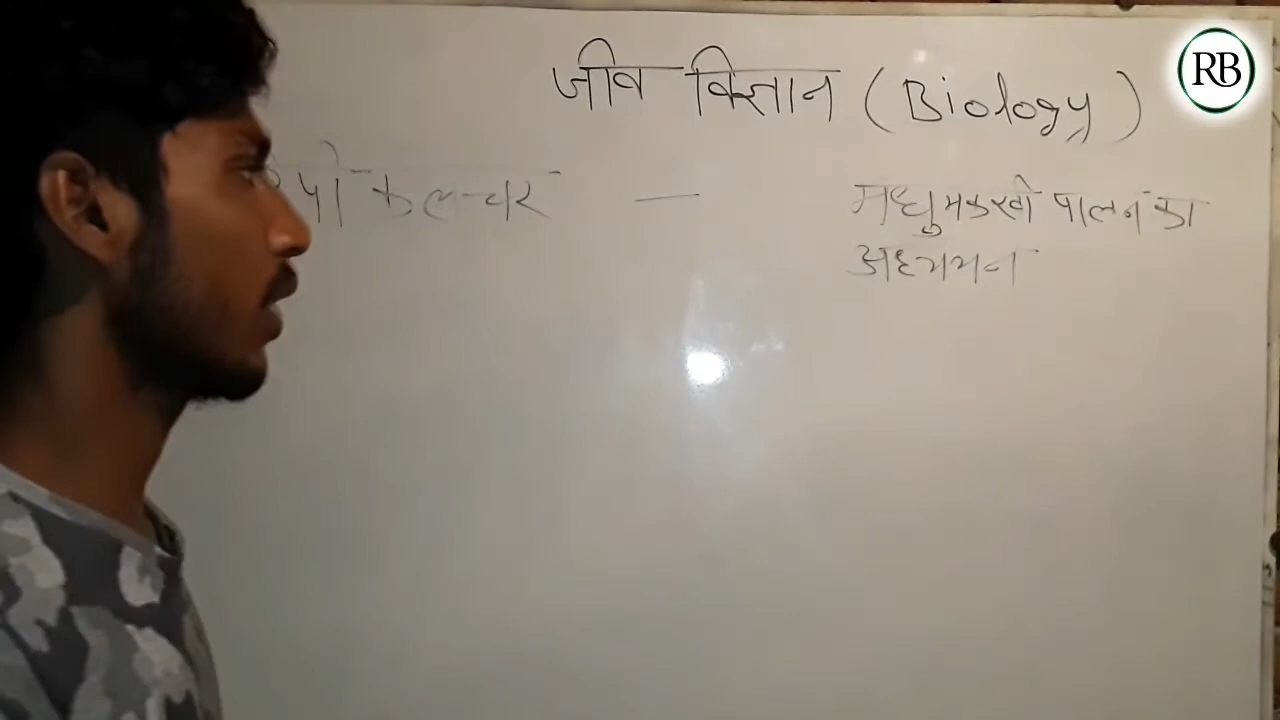 जीव विज्ञान (Biology)
RB
पी कल्चर — मधुमक्खी पालन का
अध्ययन